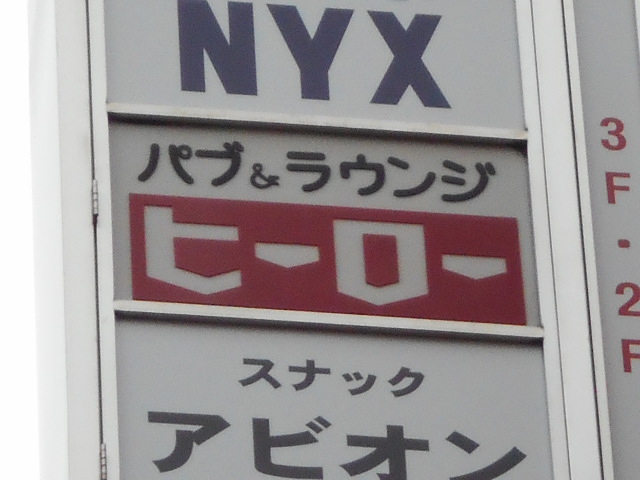 NYX
パブ&ラウンジ
ヒーロー
スナック
アビオン
3F・2F